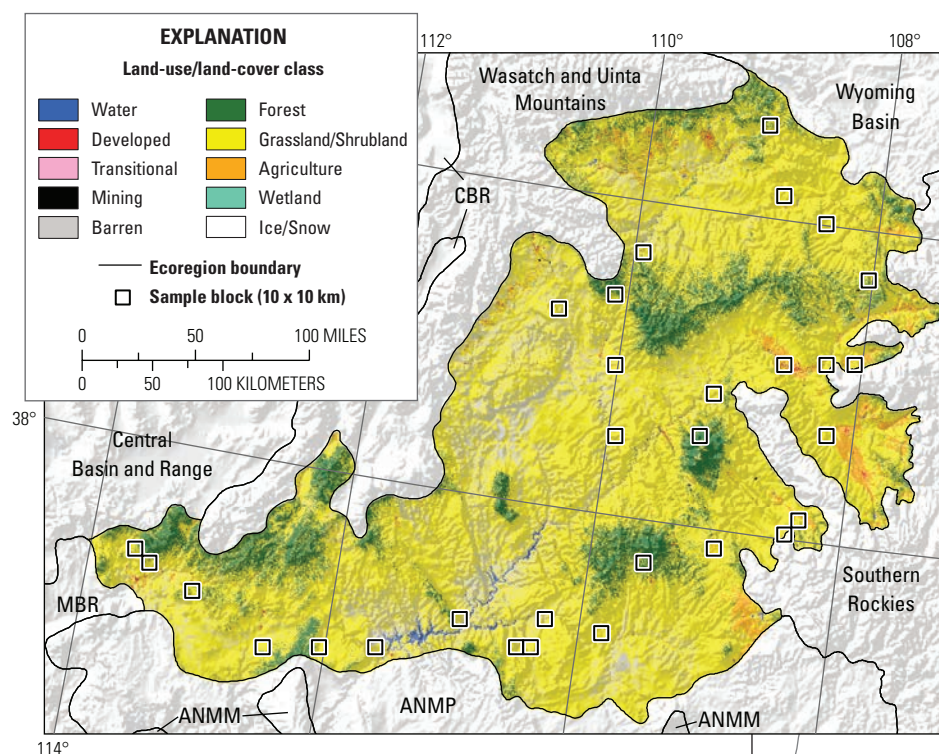 EXPLANATION
Land-use/land-cover class
Water
Developed
Transitional
Mining
Barren
Forest
Grassland/Shrubland
Agriculture
Wetland
Ice/Snow
Ecoregion boundary
Sample block (10 x 10 km)
0 50 100 MILES
0 50 100 KILOMETERS
112°
110°
108°
Wasatch and Uinta
Mountains
Wyoming
Basin
CBR
38°
Central
Basin and Range
MBR
Southern
Rockies
ANMM
ANMP
ANMM
114°